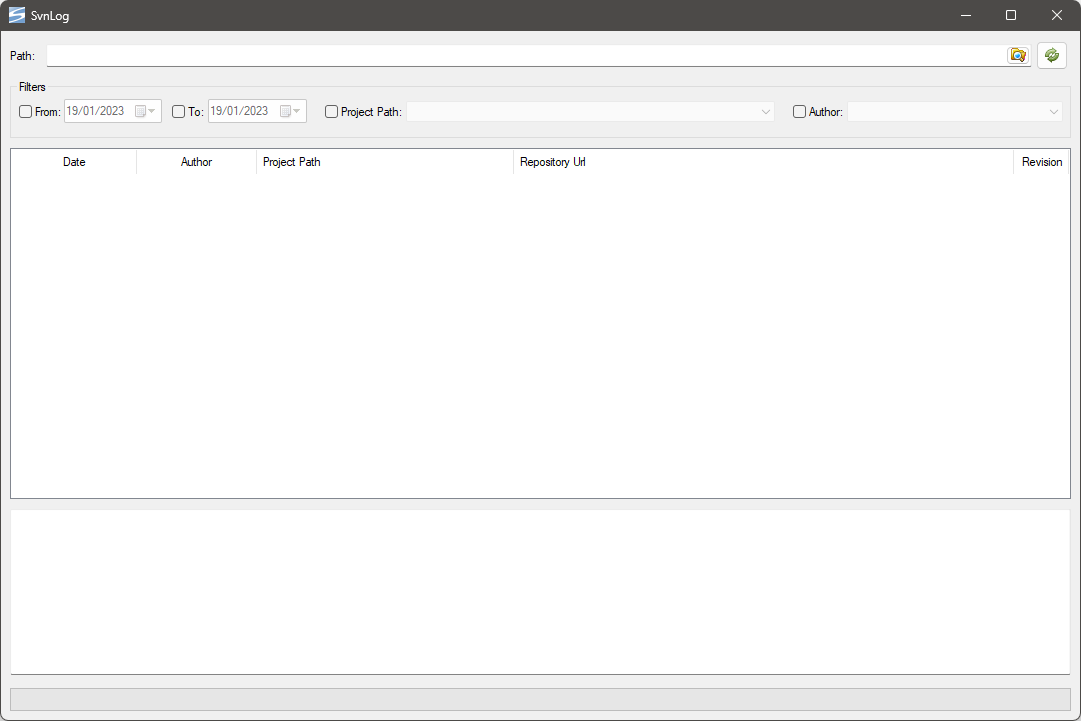 SvnLog
Path:
Filters
From: 19/01/2023 To: 19/01/2023 Project Path: Author:
Date Author Project Path Repository Url Revision